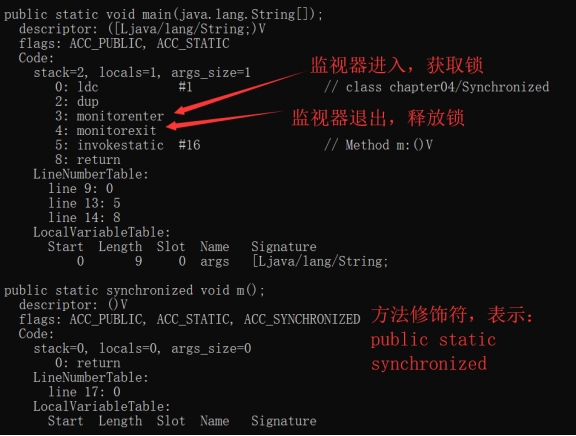 public static void main(java.lang.String[]);
descriptor: ([Ljava/lang/String;)V
flags: ACC_PUBLIC, ACC_STATIC
Code:
stack=2, locals=1, args_size=1
监视器进入，获取锁
0: ldc #1 // class chapter04/Synchronized
2: dup
3: monitorenter
监视器退出，释放锁
4: monitorexit
5: invokestatic #16 // Method m:()V
8: return
LineNumberTable:
line 9: 0
line 13: 5
line 14: 8
LocalVariableTable:
Start Length Slot Name Signature
0 9 0 args [Ljava/lang/String;
public static synchronized void m();
descriptor: ()V
flags: ACC_PUBLIC, ACC_STATIC, ACC_SYNCHRONIZED
Code:
stack=0, locals=0, args_size=0
0: return
LineNumberTable:
line 17: 0
LocalVariableTable:
Start Length Slot Name Signature
方法修饰符，表示：
public static
synchronized